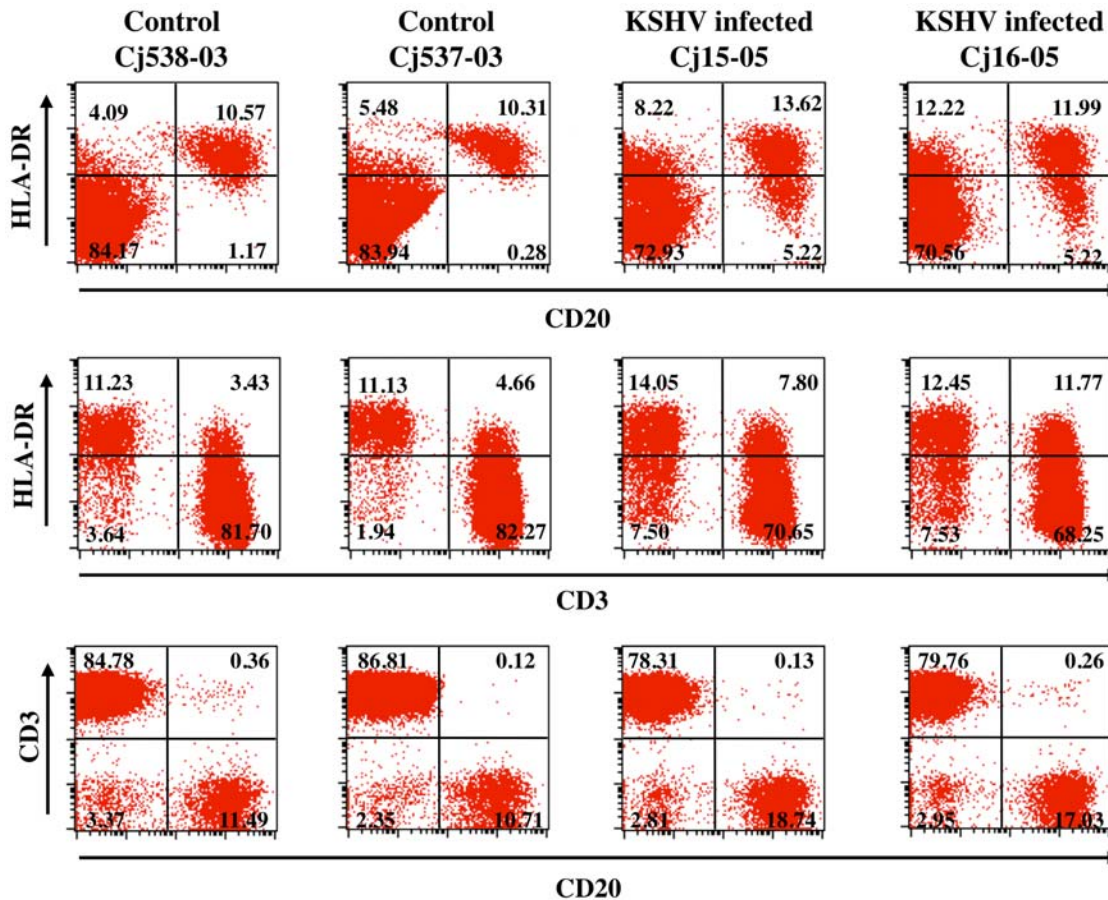 Control Control KSHV infected KSHV infected
Cj538-03 Cj537-03 Cj15-05 Cj16-05
4.09 10.57 5.48 10.31 8.22 13.62 12.22 11.99
HLA-DR
84.17 1.17 83.94 0.28 72.93 5.22 70.56 5.22
CD20
11.23 3.43 11.13 4.66 14.05 7.80 12.45 11.77
HLA-DR
3.64 81.70 1.94 82.27 7.50 70.65 7.53 68.25
CD3
84.78 0.36 86.81 0.12 78.31 0.13 79.76 0.26
CD3
3.37 11.49 2.35 10.71 2.81 18.74 2.95 17.03
CD20